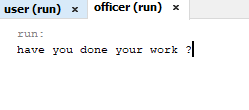 user (run) × officer (run) ×
run:
have you done your work ?